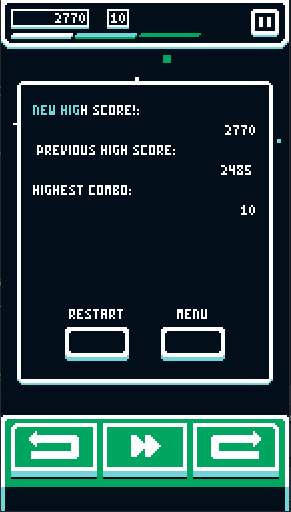 2770 10
NEW HIGH SCORE!:
2770
PREVIOUS HIGH SCORE:
2485
HIGHEST COMBO:
10
RESTART MENU